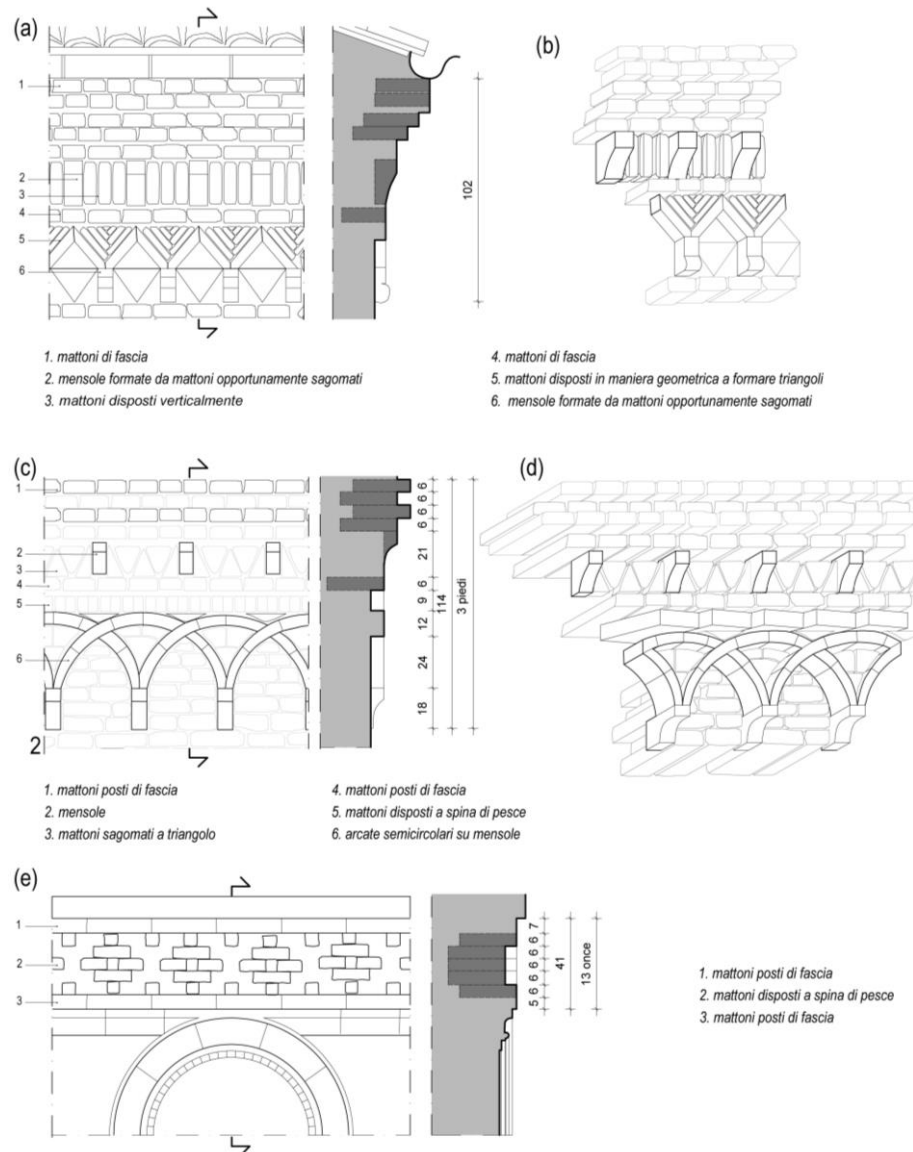 (a)
(b)
1
2
3
4
5
6
102
1. mattoni di fascia
2. mensole formate da mattoni opportunamente sagomati
3. mattoni disposti verticalmente
4. mattoni di fascia
5. mattoni disposti in maniera geometrica a formare triangoli
6. mensole formate da mattoni opportunamente sagomati
(c)
(d)
1
2
3
4
5
6
2
6
6
6
6
21
6
9
12
24
18
114
3 piedi
1. mattoni posti di fascia
2. mensole
3. mattoni sagomati a triangolo
4. mattoni posti di fascia
5. mattoni disposti a spina di pesce
6. arcate semicircolari su mensole
(e)
1
2
3
7
6
6
6
6
6
5
41
13 once
1. mattoni posti di fascia
2. mattoni disposti a spina di pesce
3. mattoni posti di fascia